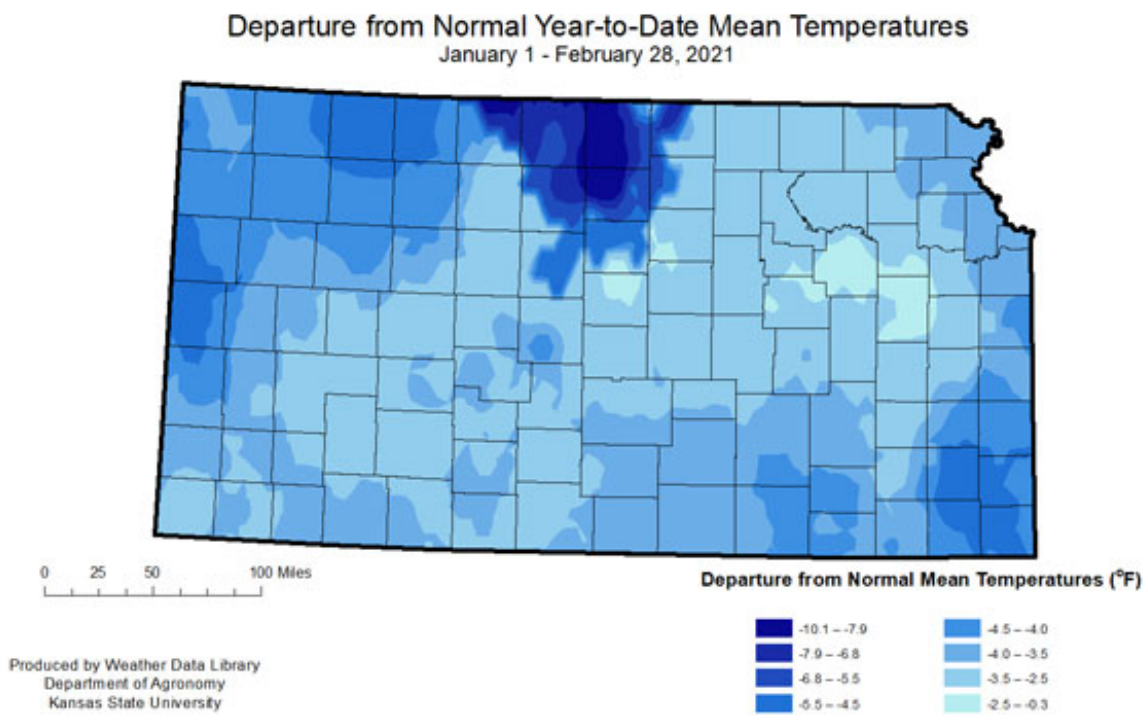 Departure from Normal Year-to-Date Mean Temperatures
January 1 - February 28, 2021
0 25 50 100 Miles
Departure from Normal Mean Temperatures (°F)
-10.1 – -7.9
-7.9 – -6.8
-6.8 – -5.5
-5.5 – -4.5
-4.5 – -4.0
-4.0 – -3.5
-3.5 – -2.5
-2.5 – -0.3
Produced by Weather Data Library
Department of Agronomy
Kansas State University